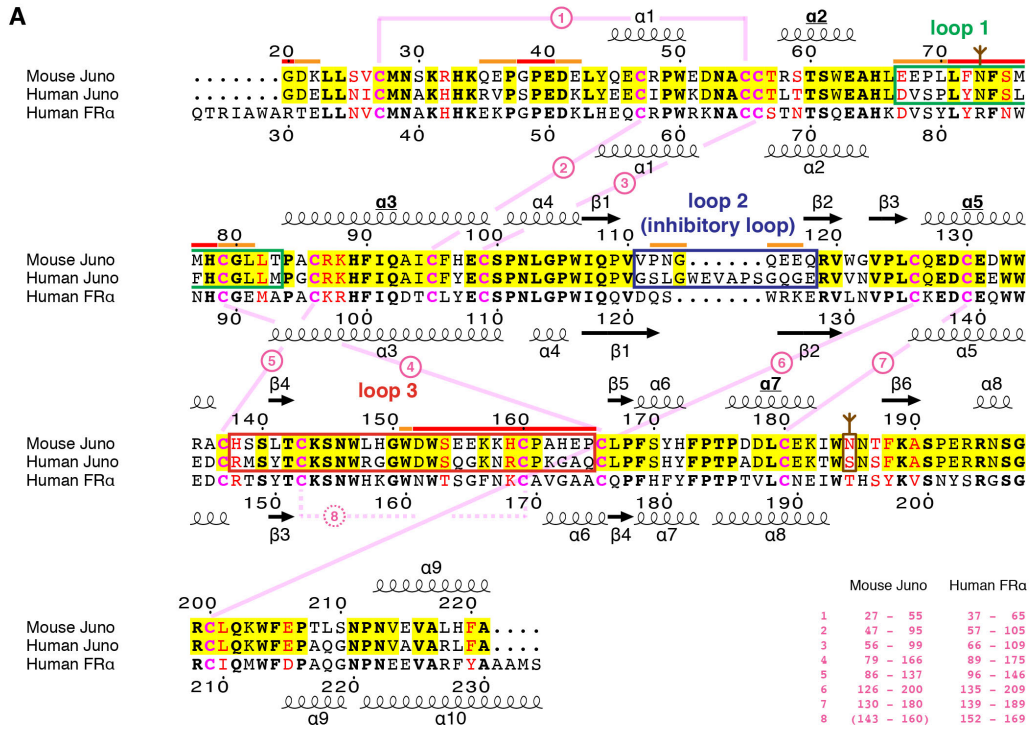 A
1 α1 α2 loop 1
20 30 40 50 60 70
Mouse Juno .......GDKLLSVCMNSKRHKQEPGPEDELYQECRPWEDNACCTRSTSWEAHLEEPLLFNFSM
Human Juno .......GDELLNICMNAKHHKRVPSPEDKLYEECIPWKDNACCTLTTSWEAHLDVSPLYNFSL
Human FRα QTRIAWARTELLNVCMNAKHHKEKPGPEDKLHEQCRPWRKNACCSTNTSQEAHKDVSYLYRFNW
30 40 50 60 70 80
α1 α2
2 3
α3 α4 β1 loop 2 (inhibitory loop) β2 β3 α5
80 90 100 110 120 130
Mouse Juno MHCGLLTPACRKHFIQAICFHECSPNLGPWIQPVVPNG......QEEQRVWGVPLCQEDCEDWW
Human Juno FHCGLLMPGCRKHFIQAICFYECSPNLGPWIQPVGSLGWEVAPSGQGERVVNVPLCQEDCEEWW
Human FRα NHCGEMAPACKRHFIQDTCLYECSPNLGPWIQQVDQS.......WRKERVLNVPLCKEDCEQWW
90 100 110 120 130 140
α3 α4 β1 β2 α5
5 4 6 7
β4 loop 3 β5 α6 α7 β6 α8
140 150 160 170 180 190
Mouse Juno RACHSSLTCKSNWLHGWDWSEEKKHCPAHEPCLPFSYHFPTPDDLCEKIWNNTFKASPERRNSG
Human Juno EDCRMSYTCKSNWRGGWDWSQGKNRCPKGAQCLPFSHYFPTPADLCEKTWSNSFKASPERRNSG
Human FRα EDCRTSYTCKSNWHKGWNWTSGFNKCAVGAACQPFHFYFPTPTVLCNEIWTHSYKVSNYSRGSG
150 160 170 180 190 200
β3 8 α6 β4 α7 α8
α9
200 210 220
Mouse Juno RCLQKWFEPTLSNPNVEVALHFA....
Human Juno RCLQKWFEPAQGNPNVAVARLFA....
Human FRα RCIQMWFDPAQGNPNEEVARFYAAAMS
210 220 230
α9 α10
Mouse Juno Human FRα
1 27 - 55 37 - 65
2 47 - 95 57 - 105
3 56 - 99 66 - 109
4 79 - 166 89 - 175
5 86 - 137 96 - 146
6 126 - 200 135 - 209
7 130 - 180 139 - 189
8 (143 - 160) 152 - 169